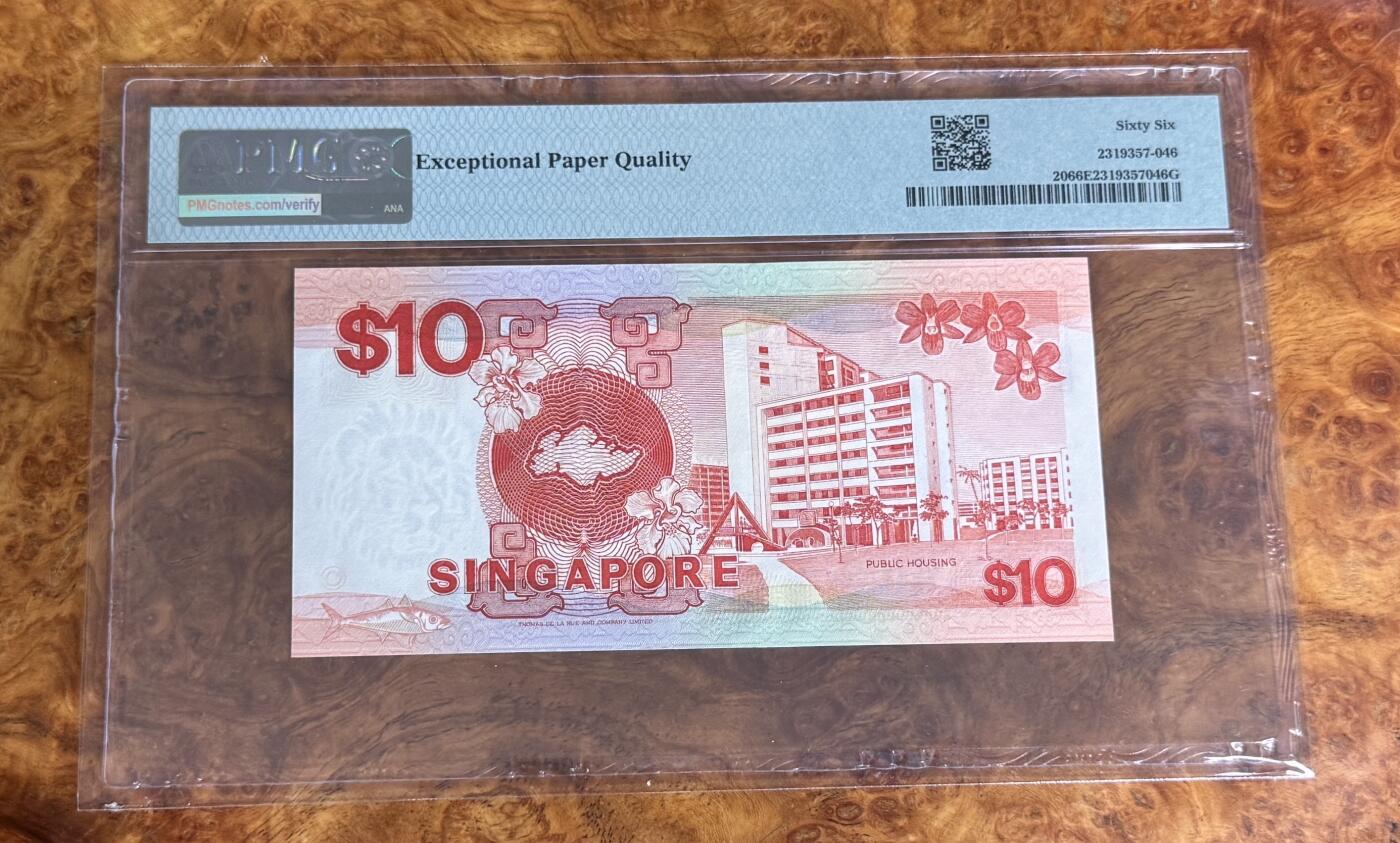 PMG
PMGnotes.com/verify
ANA
Exceptional Paper Quality
Sixty Six
2319357-046
2066E2319357046G
$10
SINGAPORE
THOMAS DE LA RUE AND COMPANY LIMITED
PUBLIC HOUSING
$10